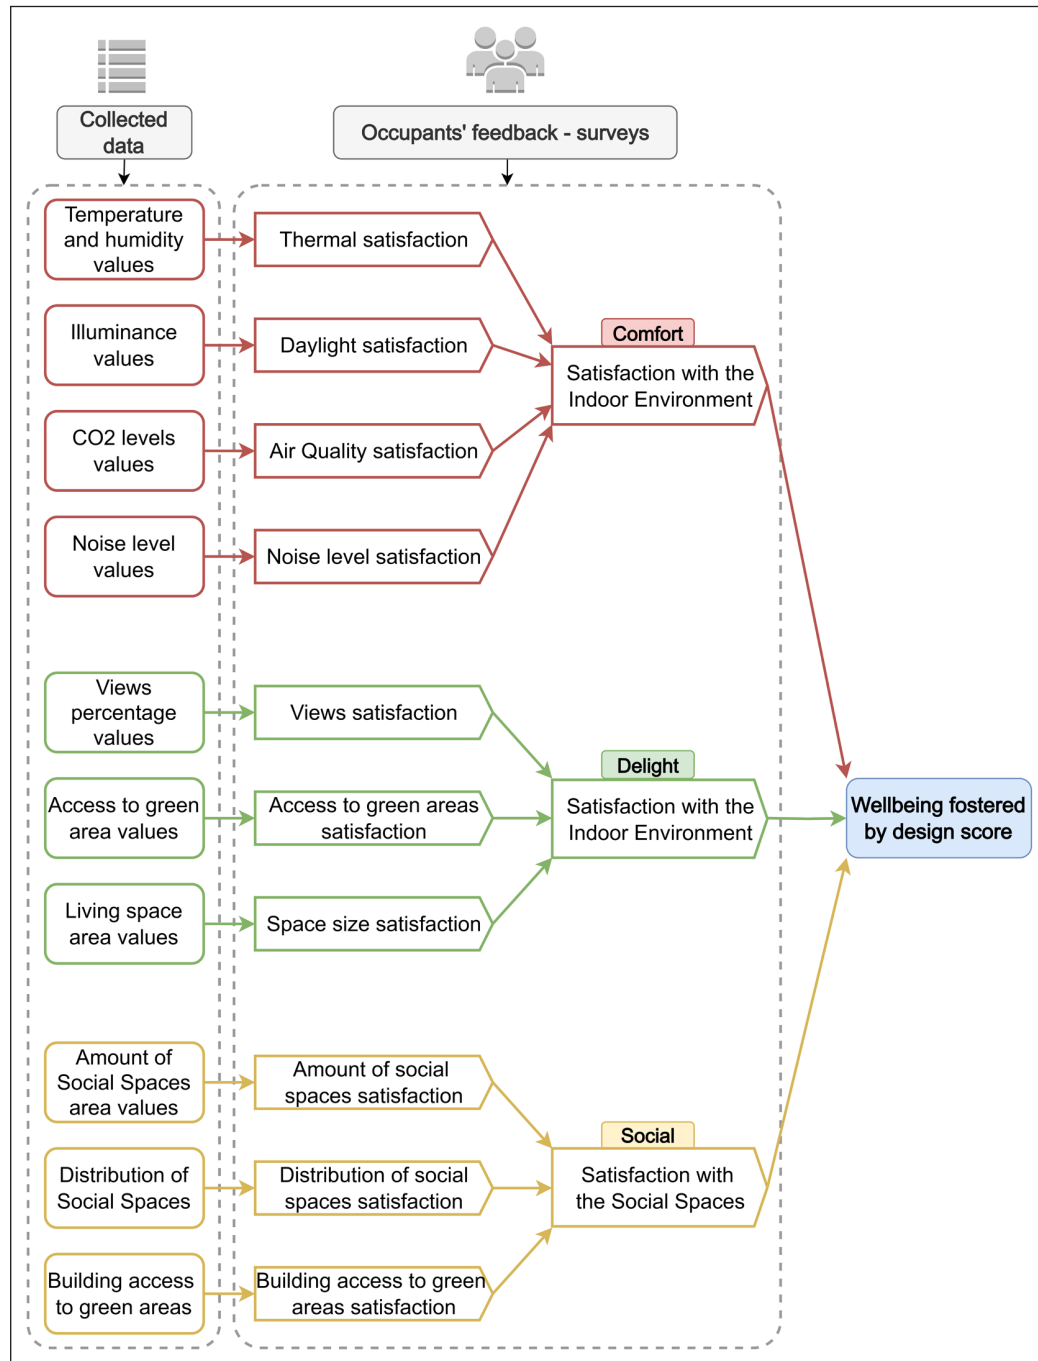 Collected
data
Occupants' feedback - surveys
Temperature
and humidity
values
Thermal satisfaction
Illuminance
values
Daylight satisfaction
Comfort
Satisfaction with the
Indoor Environment
CO2 levels
values
Air Quality satisfaction
Noise level
values
Noise level satisfaction
Views
percentage
values
Views satisfaction
Delight
Satisfaction with the
Indoor Environment
Access to green
area values
Access to green areas
satisfaction
Wellbeing fostered
by design score
Living space
area values
Space size satisfaction
Amount of
Social Spaces
area values
Amount of social
spaces satisfaction
Social
Satisfaction with
the Social Spaces
Distribution of
Social Spaces
Distribution of social
spaces satisfaction
Building access
to green areas
Building access to green
areas satisfaction